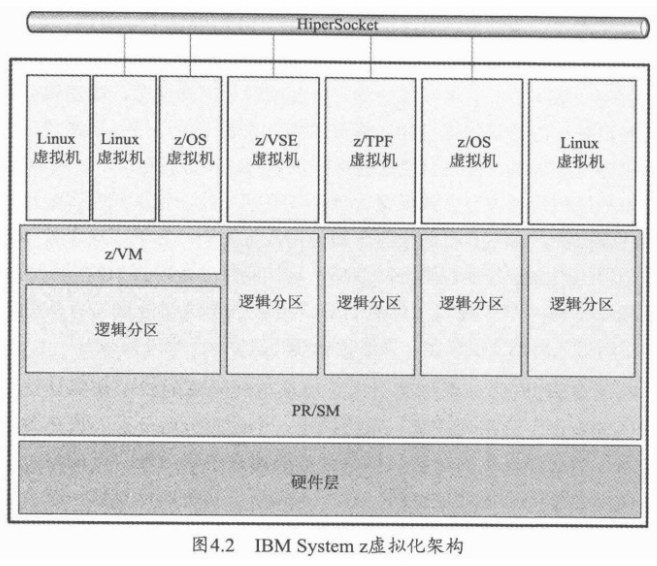 HiperSocket
Linux
虚拟机
Linux
虚拟机
z/OS
虚拟机
z/VSE
虚拟机
z/TPF
虚拟机
z/OS
虚拟机
Linux
虚拟机
z/VM
逻辑分区
逻辑分区
逻辑分区
逻辑分区
逻辑分区
PR/SM
硬件层
图4.2 IBM System z虚拟化架构